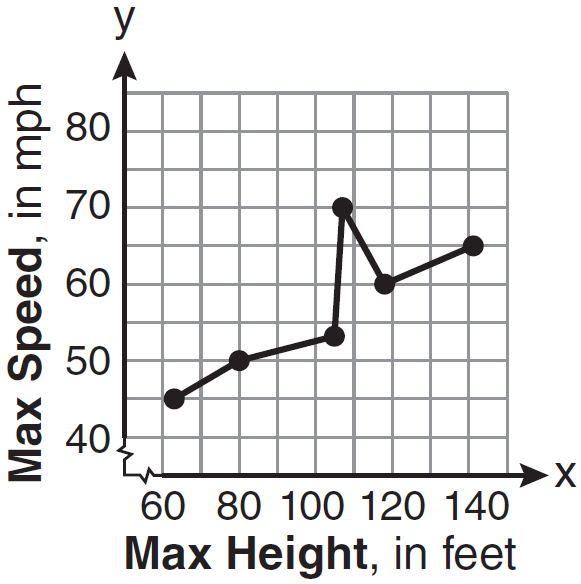 y
Max Speed, in mph
80
70
60
50
40
x
60 80 100 120 140
Max Height, in feet